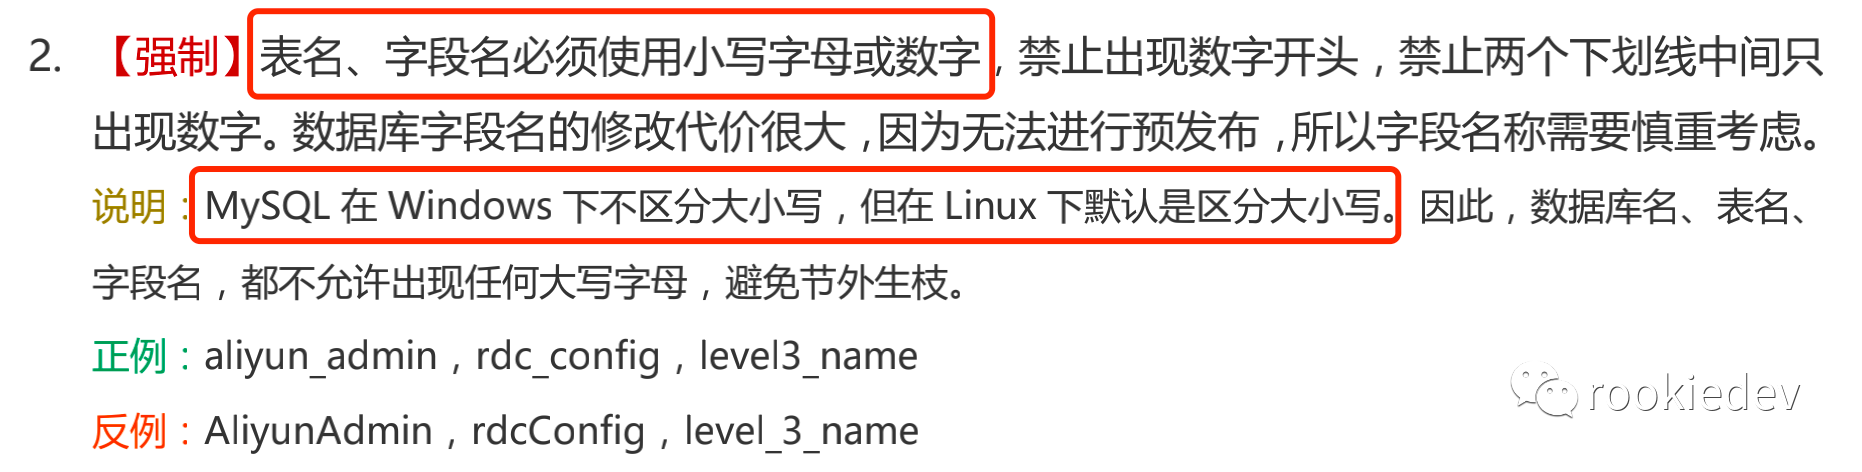 2. 【强制】表名、字段名必须使用小写字母或数字，禁止出现数字开头，禁止两个下划线中间只
出现数字。数据库字段名的修改代价很大，因为无法进行预发布，所以字段名称需要慎重考虑。
说明：MySQL 在 Windows 下不区分大小写，但在 Linux 下默认是区分大小写。因此，数据库名、表名、
字段名，都不允许出现任何大写字母，避免节外生枝。
正例：aliyun_admin，rdc_config，level3_name
反例：AliyunAdmin，rdcConfig，level_3_name
rookiedev